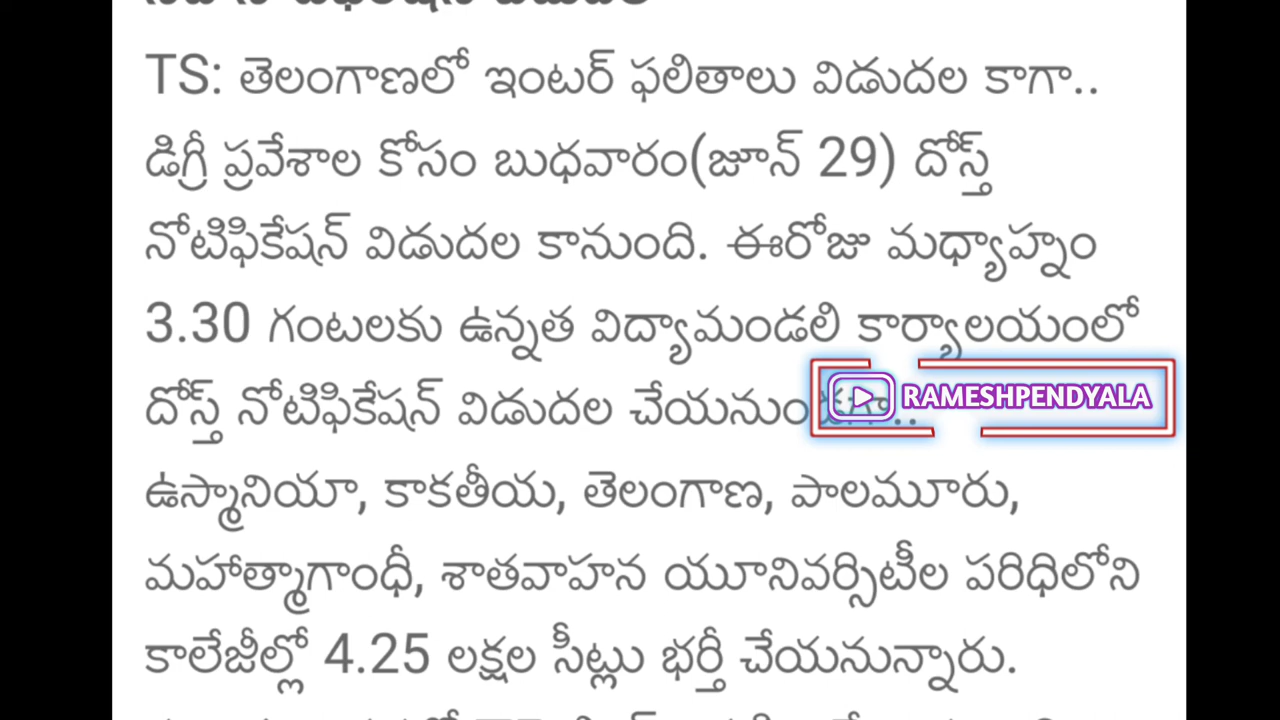 TS: తెలంగాణలో ఇంటర్ ఫలితాలు విడుదల కాగా..
డిగ్రీ ప్రవేశాల కోసం బుధవారం(జూన్ 29) దోస్త్
నోటిఫికేషన్ విడుదల కానుంది. ఈరోజు మధ్యాహ్నం
3.30 గంటలకు ఉన్నత విద్యామండలి కార్యాలయంలో
దోస్త్ నోటిఫికేషన్ విడుదల
RAMESHPENDYALA
ఉస్మానియా, కాకతీయ, తెలంగాణ, పాలమూరు,
మహాత్మాగాంధీ, శాతవాహన యూనివర్సిటీల పరిధిలోని
కాలేజీల్లో 4.25 లక్షల సీట్లు భర్తీ చేయనున్నారు.